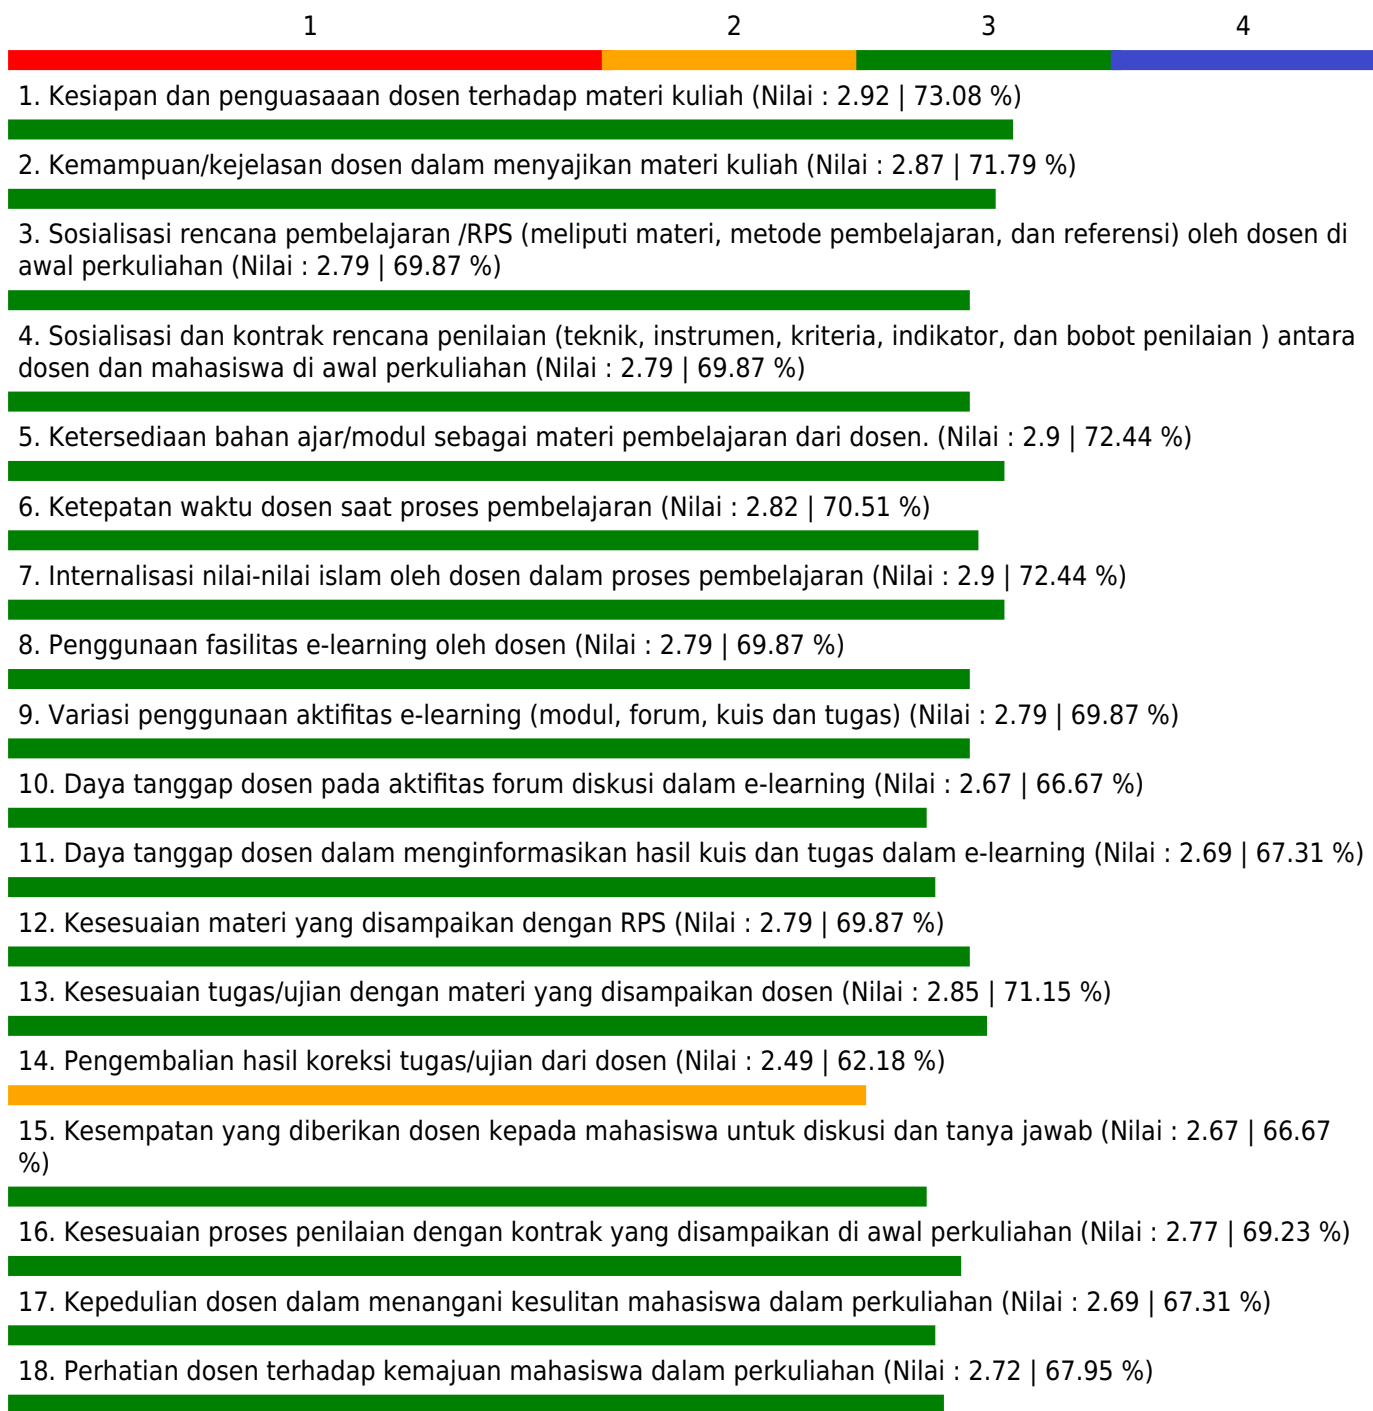 1 2 3 4
1. Kesiapan dan penguasaaan dosen terhadap materi kuliah (Nilai : 2.92 | 73.08 %)
2. Kemampuan/kejelasan dosen dalam menyajikan materi kuliah (Nilai : 2.87 | 71.79 %)
3. Sosialisasi rencana pembelajaran /RPS (meliputi materi, metode pembelajaran, dan referensi) oleh dosen di
awal perkuliahan (Nilai : 2.79 | 69.87 %)
4. Sosialisasi dan kontrak rencana penilaian (teknik, instrumen, kriteria, indikator, dan bobot penilaian ) antara
dosen dan mahasiswa di awal perkuliahan (Nilai : 2.79 | 69.87 %)
5. Ketersediaan bahan ajar/modul sebagai materi pembelajaran dari dosen. (Nilai : 2.9 | 72.44 %)
6. Ketepatan waktu dosen saat proses pembelajaran (Nilai : 2.82 | 70.51 %)
7. Internalisasi nilai-nilai islam oleh dosen dalam proses pembelajaran (Nilai : 2.9 | 72.44 %)
8. Penggunaan fasilitas e-learning oleh dosen (Nilai : 2.79 | 69.87 %)
9. Variasi penggunaan aktifitas e-learning (modul, forum, kuis dan tugas) (Nilai : 2.79 | 69.87 %)
10. Daya tanggap dosen pada aktifitas forum diskusi dalam e-learning (Nilai : 2.67 | 66.67 %)
11. Daya tanggap dosen dalam menginformasikan hasil kuis dan tugas dalam e-learning (Nilai : 2.69 | 67.31 %)
12. Kesesuaian materi yang disampaikan dengan RPS (Nilai : 2.79 | 69.87 %)
13. Kesesuaian tugas/ujian dengan materi yang disampaikan dosen (Nilai : 2.85 | 71.15 %)
14. Pengembalian hasil koreksi tugas/ujian dari dosen (Nilai : 2.49 | 62.18 %)
15. Kesempatan yang diberikan dosen kepada mahasiswa untuk diskusi dan tanya jawab (Nilai : 2.67 | 66.67
%)
16. Kesesuaian proses penilaian dengan kontrak yang disampaikan di awal perkuliahan (Nilai : 2.77 | 69.23 %)
17. Kepedulian dosen dalam menangani kesulitan mahasiswa dalam perkuliahan (Nilai : 2.69 | 67.31 %)
18. Perhatian dosen terhadap kemajuan mahasiswa dalam perkuliahan (Nilai : 2.72 | 67.95 %)